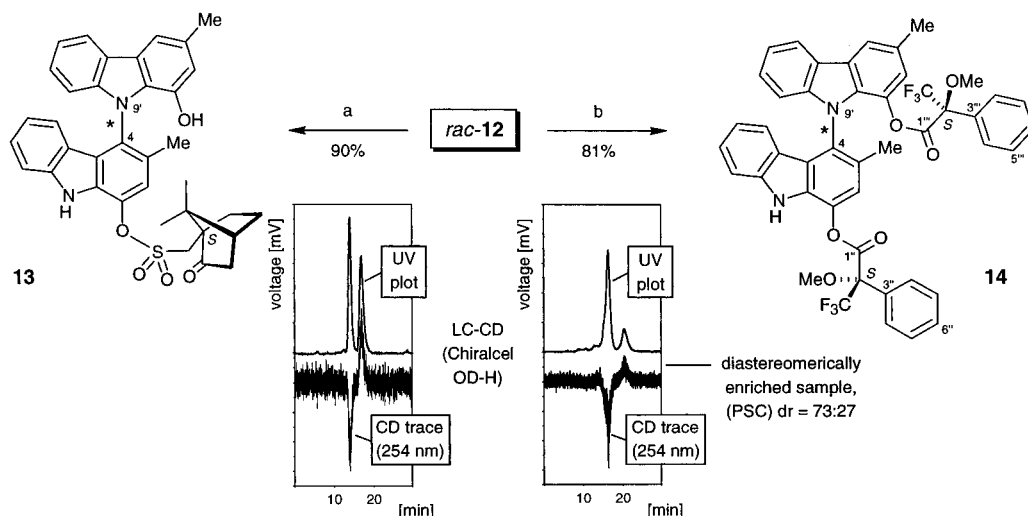 Me
N 9'
OH
*
4
Me
N
H
O
S
O O
S
O
13
a
90%
rac-12
b
81%
Me
N 9'
*
4
Me
O
1'''
O
F₃C
S
OMe
3'''
5'''
N
H
O
1''
O
MeO
S
F₃C
3''
6''
14
voltage [mV]
UV
plot
CD trace
(254 nm)
10 20
[min]
LC-CD
(Chiralcel
OD-H)
voltage [mV]
UV
plot
CD trace
(254 nm)
10 20
[min]
diastereomerically
enriched sample,
(PSC) dr = 73:27